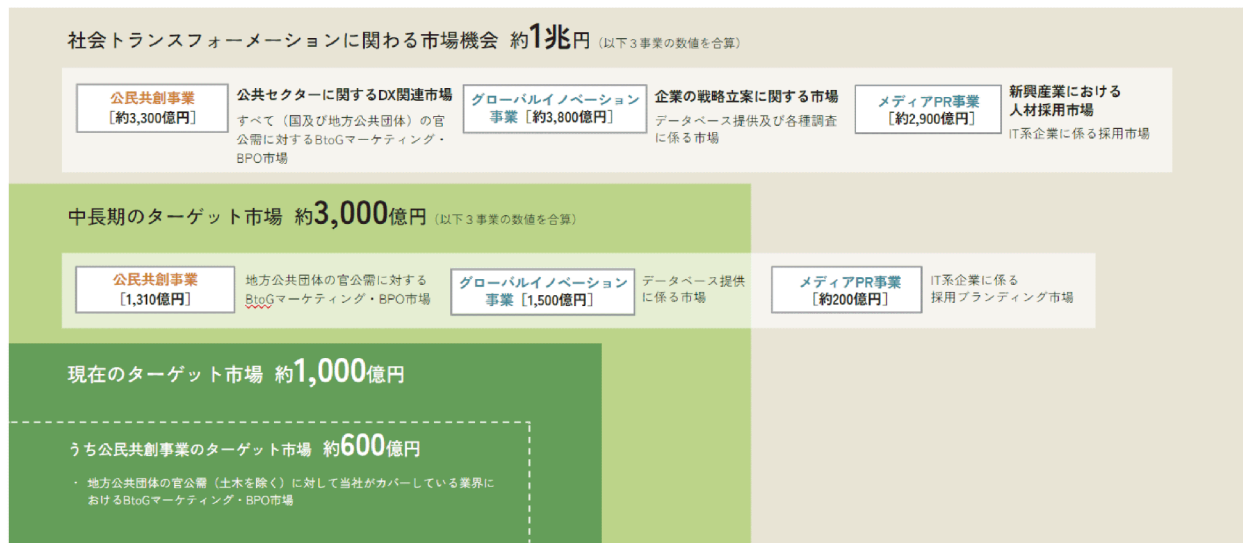 社会トランスフォーメーションに関わる市場機会 約1兆円（以下３事業の数値を合算）
公民共創事業
［約3,300億円］
公共セクターに関するDX関連市場
すべて（国及び地方公共団体）の官
公需に対するBtoGマーケティング・
BPO市場
グローバルイノベーション
事業［約3,800億円］
企業の戦略立案に関する市場
データベース提供及び各種調査
に係る市場
メディアPR事業
［約2,900億円］
新興産業における
人材採用市場
IT系企業に係る採用市場
中長期のターゲット市場 約3,000億円（以下３事業の数値を合算）
公民共創事業
［1,310億円］
地方公共団体の官公需に対する
BtoGマーケティング・BPO市場
グローバルイノベーション
事業［1,500億円］
データベース提供
に係る市場
メディアPR事業
［約200億円］
IT系企業に係る
採用ブランディング市場
現在のターゲット市場 約1,000億円
うち公民共創事業のターゲット市場 約600億円
・ 地方公共団体の官公需（土木を除く）に対して当社がカバーしている業界に
おけるBtoGマーケティング・BPO市場